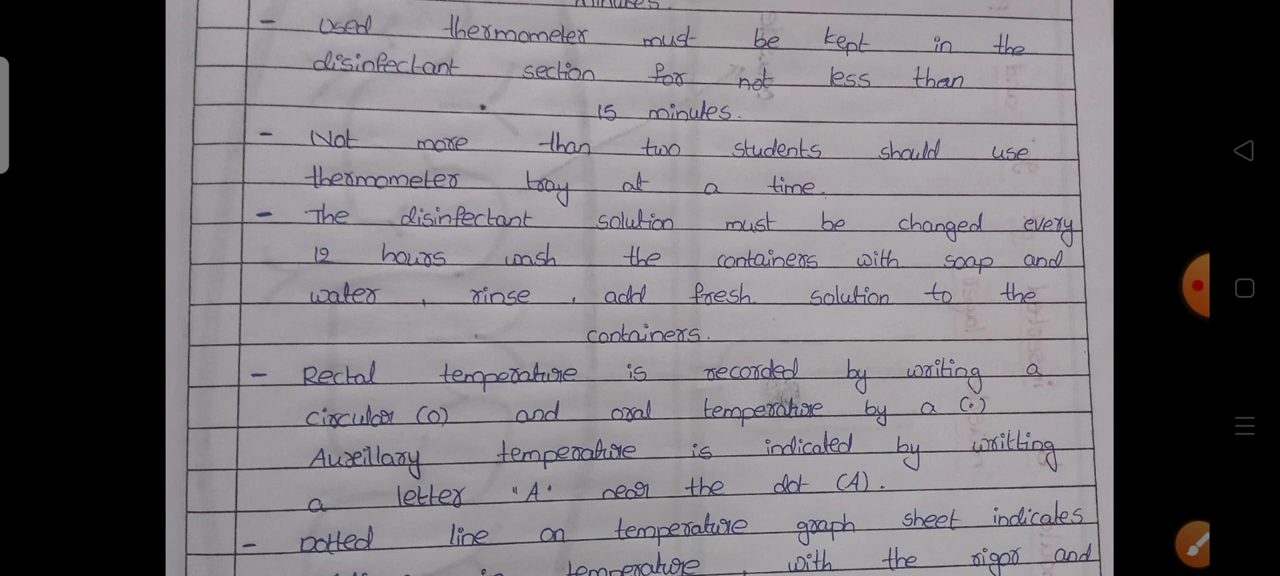 minutes.
- Used thermometer must be kept in the
disinfectant section for not less than
15 minutes.
- Not more than two students should use
thermometer tray at a time.
- The disinfectant solution must be changed every
12 hours wash the containers with soap and
water, rinse, add fresh solution to the
containers.
- Rectal temperature is recorded by writing a
circular (O) and oral temperature by a (.)
Auxillary temperature is indicated by writting
a letter "A" near the dot (A).
- Dotted line on temperature graph sheet indicates
temperature, with the rigor and